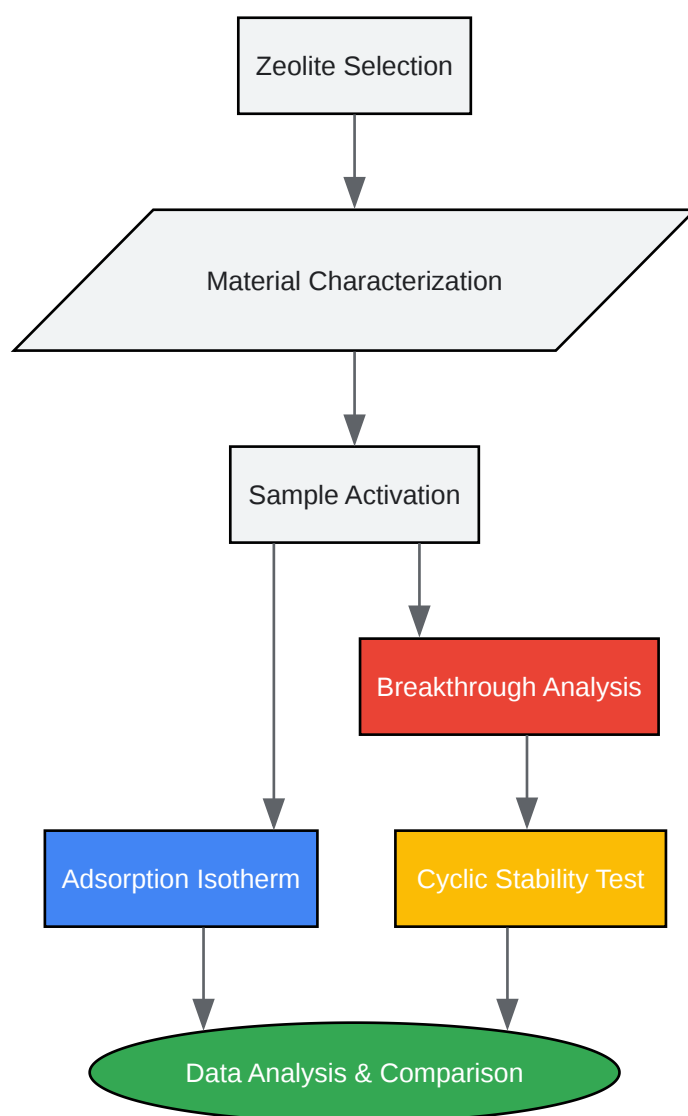 Zeolite Selection
Material Characterization
Sample Activation
Breakthrough Analysis
Adsorption Isotherm
Cyclic Stability Test
Data Analysis & Comparison